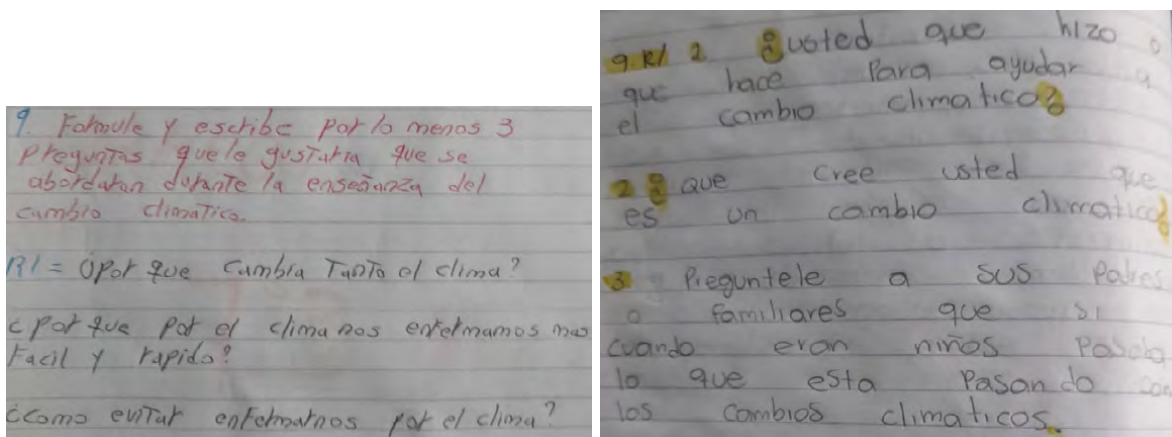 9. Formule y escribe por lo menos 3
preguntas que le gustaria que se
abordaran durante la enseñanza del
cambio climatico.
R/ = ¿por que cambia tanto el clima?
¿por que por el clima nos enfermamos mas
facil y rapido?
¿como evitar enfermarnos por el clima?
9. R/ 1 ¿usted que hizo o
que hace para ayudar a
el cambio climatico?
2 ¿que cree usted que
es un cambio climatico?
3 Preguntele a sus Padres
o familiares que si
cuando eran niños Pasaba
lo que esta Pasando con
los cambios climaticos.